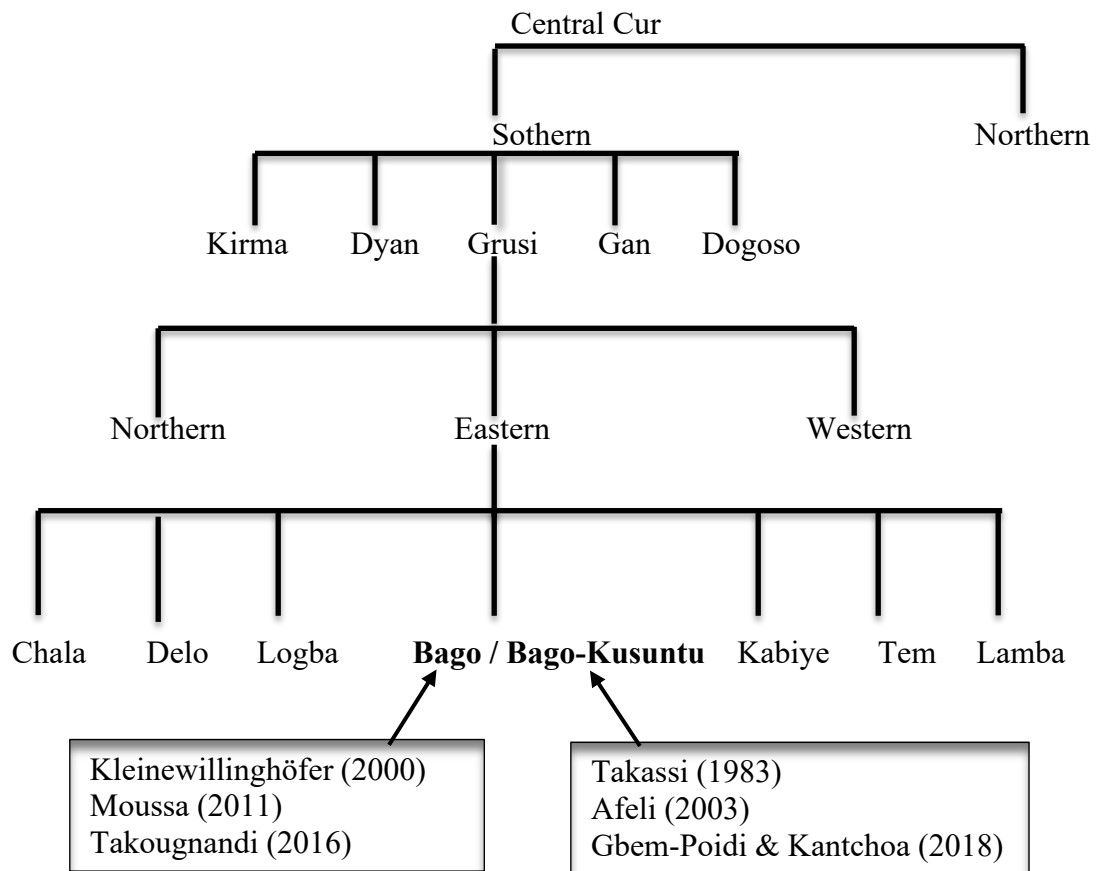 Central Cur
Sothern Northern
Kirma Dyan Grusi Gan Dogoso
Northern Eastern Western
Chala Delo Logba Bago / Bago-Kusuntu Kabiye Tem Lamba
Kleinewillinghöfer (2000)
Moussa (2011)
Takougnandi (2016)
Takassi (1983)
Afeli (2003)
Gbem-Poidi & Kantchoa (2018)